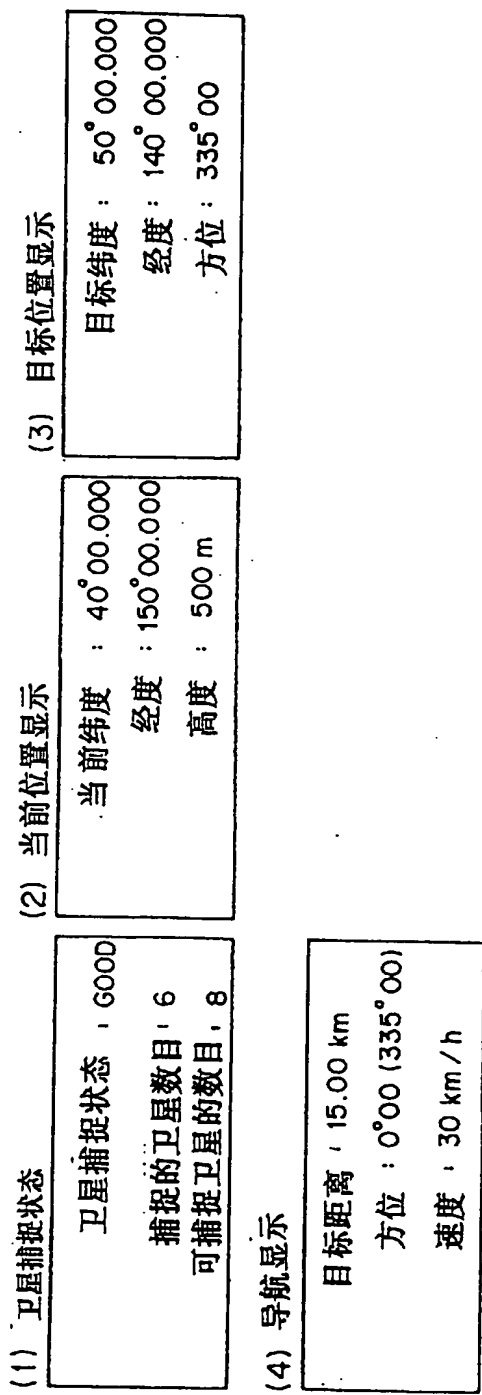 (1) 卫星捕捉状态
卫星捕捉状态 : GOOD
捕捉的卫星数目 : 6
可捕捉卫星的数目 : 8
(2) 当前位置显示
当前纬度 : 40°00.000
经度 : 150°00.000
高度 : 500 m
(3) 目标位置显示
目标纬度 : 50°00.000
经度 : 140°00.000
方位 : 335°00
(4) 导航显示
目标距离 : 15.00 km
方位 : 0°00 (335°00)
速度 : 30 km/h